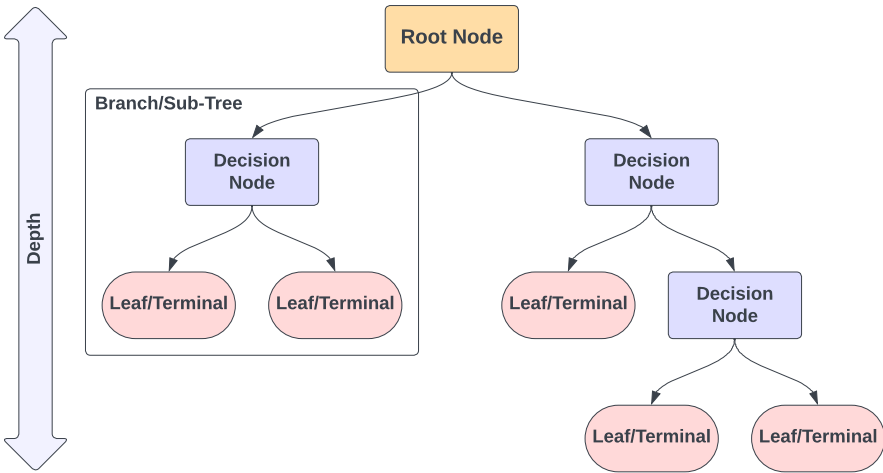 Root Node
Branch/Sub-Tree
Decision
Node
Decision
Node
Depth
Leaf/Terminal
Leaf/Terminal
Leaf/Terminal
Decision
Node
Leaf/Terminal
Leaf/Terminal